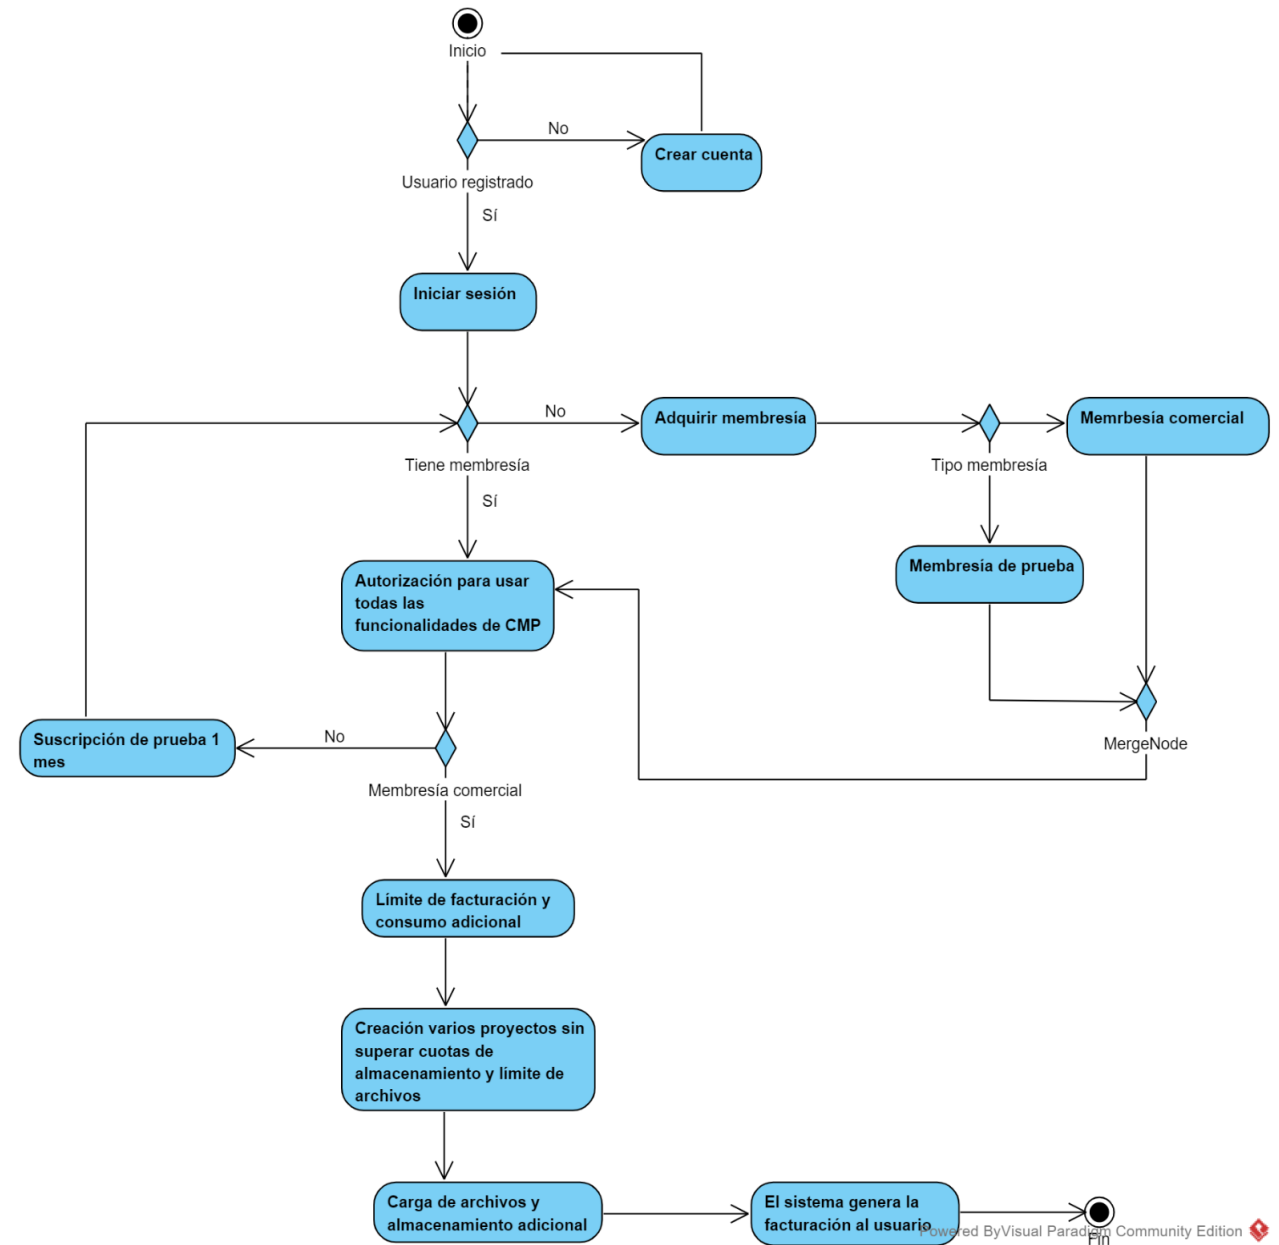 Inicio
No
Crear cuenta
Usuario registrado
Sí
Iniciar sesión
No
Adquirir membresía
Memrbesía comercial
Tiene membresía
Tipo membresía
Sí
Membresía de prueba
Autorización para usar
todas las
funcionalidades de CMP
Suscripción de prueba 1
mes
No
MergeNode
Membresía comercial
Sí
Límite de facturación y
consumo adicional
Creación varios proyectos sin
superar cuotas de
almacenamiento y límite de
archivos
Carga de archivos y
almacenamiento adicional
El sistema genera la
facturación al usuario
Powered ByVisual Paradigm Community Edition
Fin